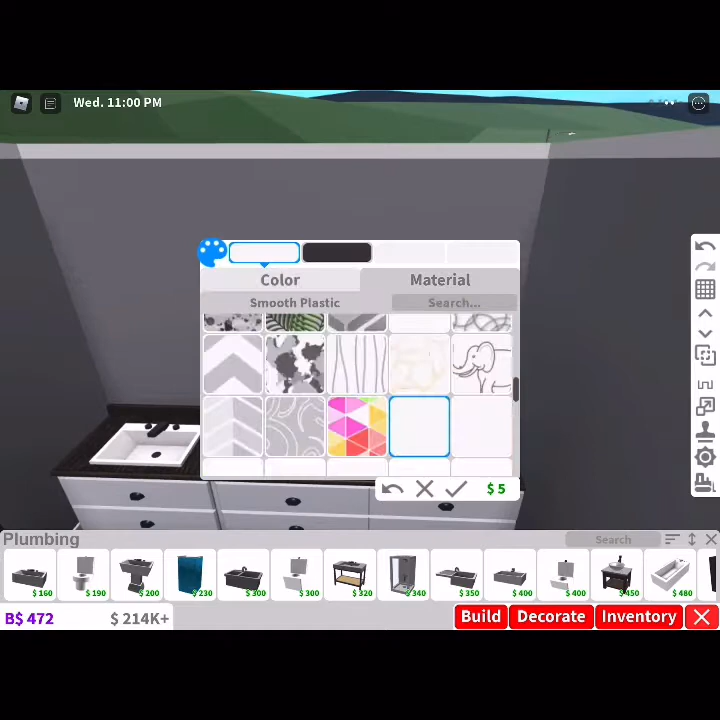 Wed. 11:00 PM
Color
Material
Smooth Plastic
Search...
$ 5
Plumbing
Search
$ 160
$ 190
$ 200
$ 230
$ 300
$ 300
$ 320
$ 340
$ 350
$ 400
$ 400
$ 450
$ 480
B$ 472
$ 214K+
Build
Decorate
Inventory